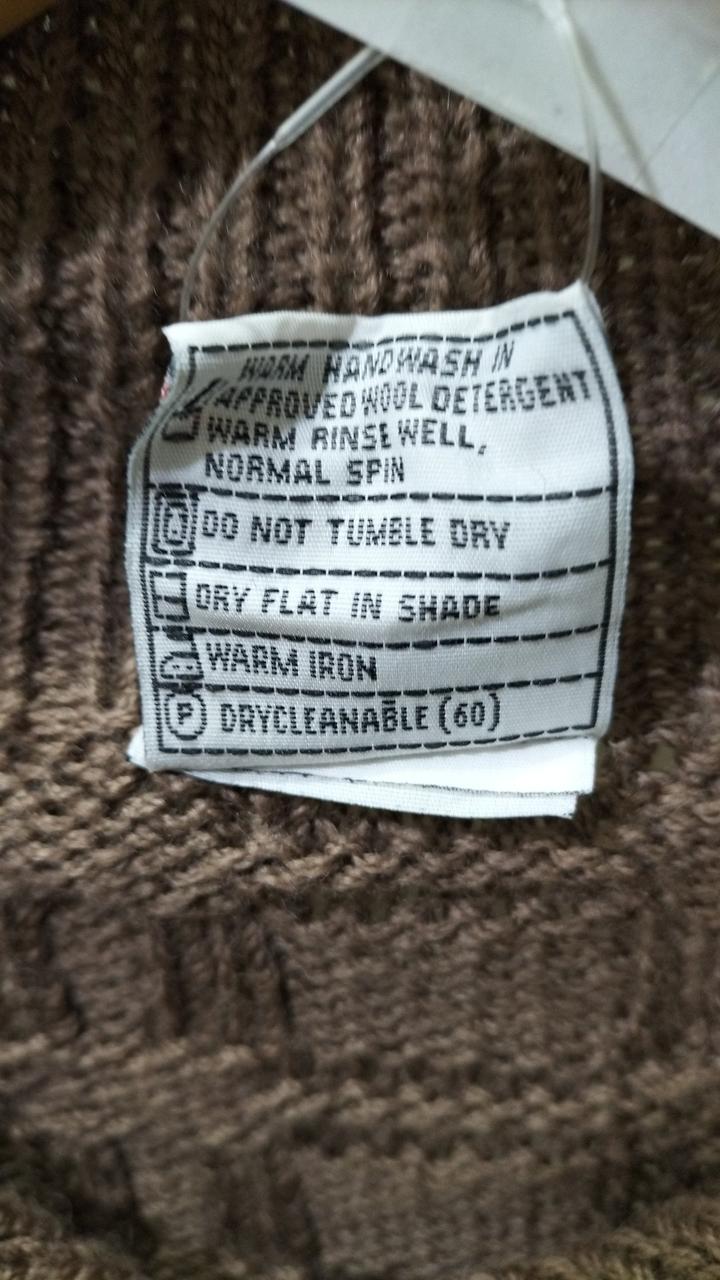 WARM HANDWASH IN
APPROVED WOOL DETERGENT
WARM RINSE WELL,
NORMAL SPIN
DO NOT TUMBLE DRY
DRY FLAT IN SHADE
WARM IRON
P DRYCLEANABLE (60)